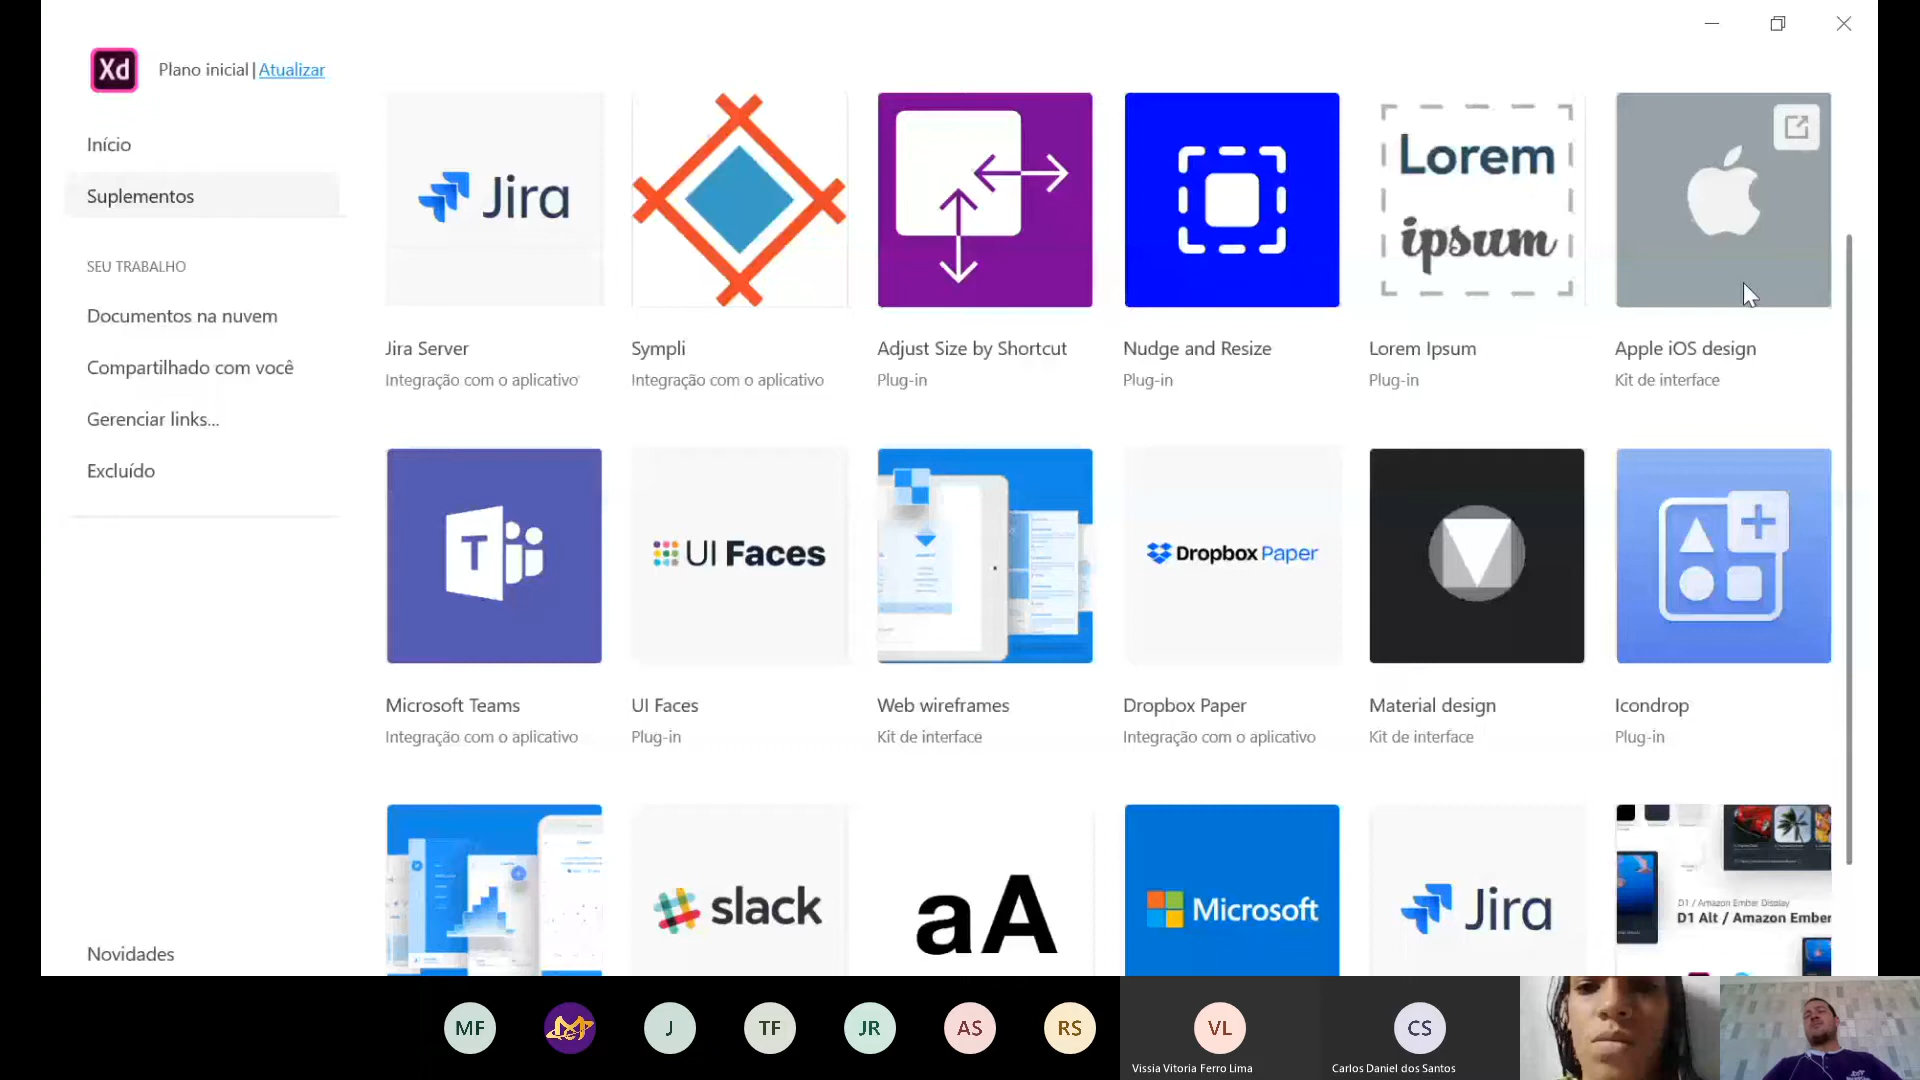 Xd Plano inicial | Atualizar
Início
Suplementos
SEU TRABALHO
Documentos na nuvem
Compartilhado com você
Gerenciar links...
Excluído
Novidades
Jira
Lorem
ipsum
Jira Server
Integração com o aplicativo
Sympli
Integração com o aplicativo
Adjust Size by Shortcut
Plug-in
Nudge and Resize
Plug-in
Lorem Ipsum
Plug-in
Apple iOS design
Kit de interface
T
UI Faces
Dropbox Paper
Microsoft Teams
Integração com o aplicativo
UI Faces
Plug-in
Web wireframes
Kit de interface
Dropbox Paper
Integração com o aplicativo
Material design
Kit de interface
Icondrop
Plug-in
slack
aA
Microsoft
Jira
D1 / Amazon Ember Display
D1 Alt / Amazon Ember
MF
J
TF
JR
AS
RS
VL
Vissia Vitoria Ferro Lima
CS
Carlos Daniel dos Santos